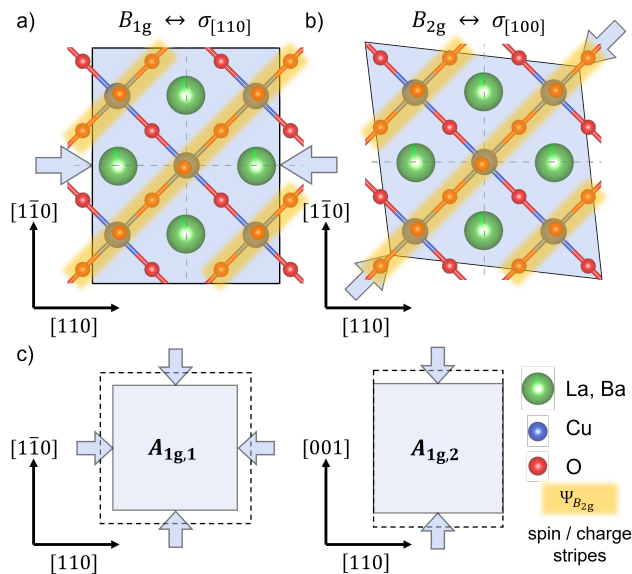 a) B₁g ↔ σ[110]
b) B₂g ↔ σ[100]
[11̄0]
[110]
[11̄0]
[110]
c)
[11̄0]
A₁g,₁
[110]
[001]
A₁g,₂
[110]
La, Ba
Cu
O
Ψ_B₂g
spin / charge
stripes